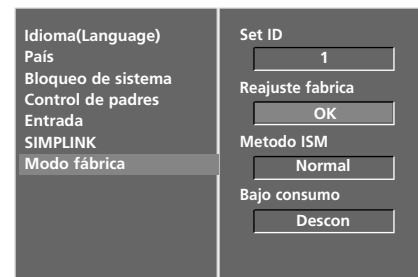 Idioma(Language)
País
Bloqueo de sistema
Control de padres
Entrada
SIMPLINK
Modo fábrica
Set ID
1
Reajuste fabrica
OK
Metodo ISM
Normal
Bajo consumo
Descon